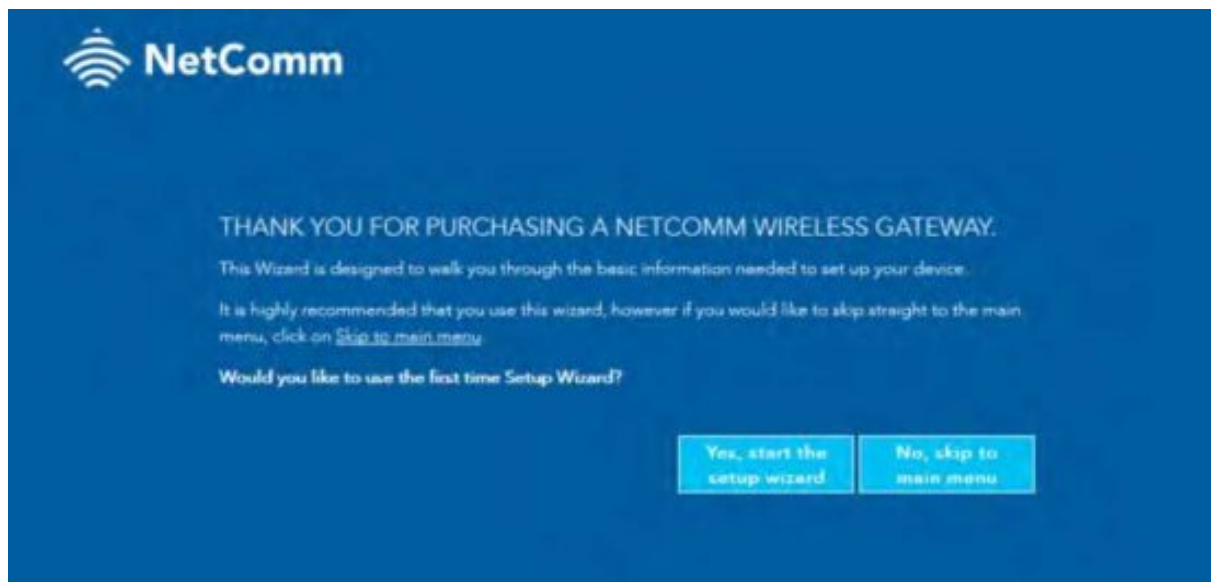 NetComm
THANK YOU FOR PURCHASING A NETCOMM WIRELESS GATEWAY.
This Wizard is designed to walk you through the basic information needed to set up your device.
It is highly recommended that you use this wizard, however if you would like to skip straight to the main
menu, click on Skip to main menu.
Would you like to use the first time Setup Wizard?
Yes, start the
setup wizard
No, skip to
main menu